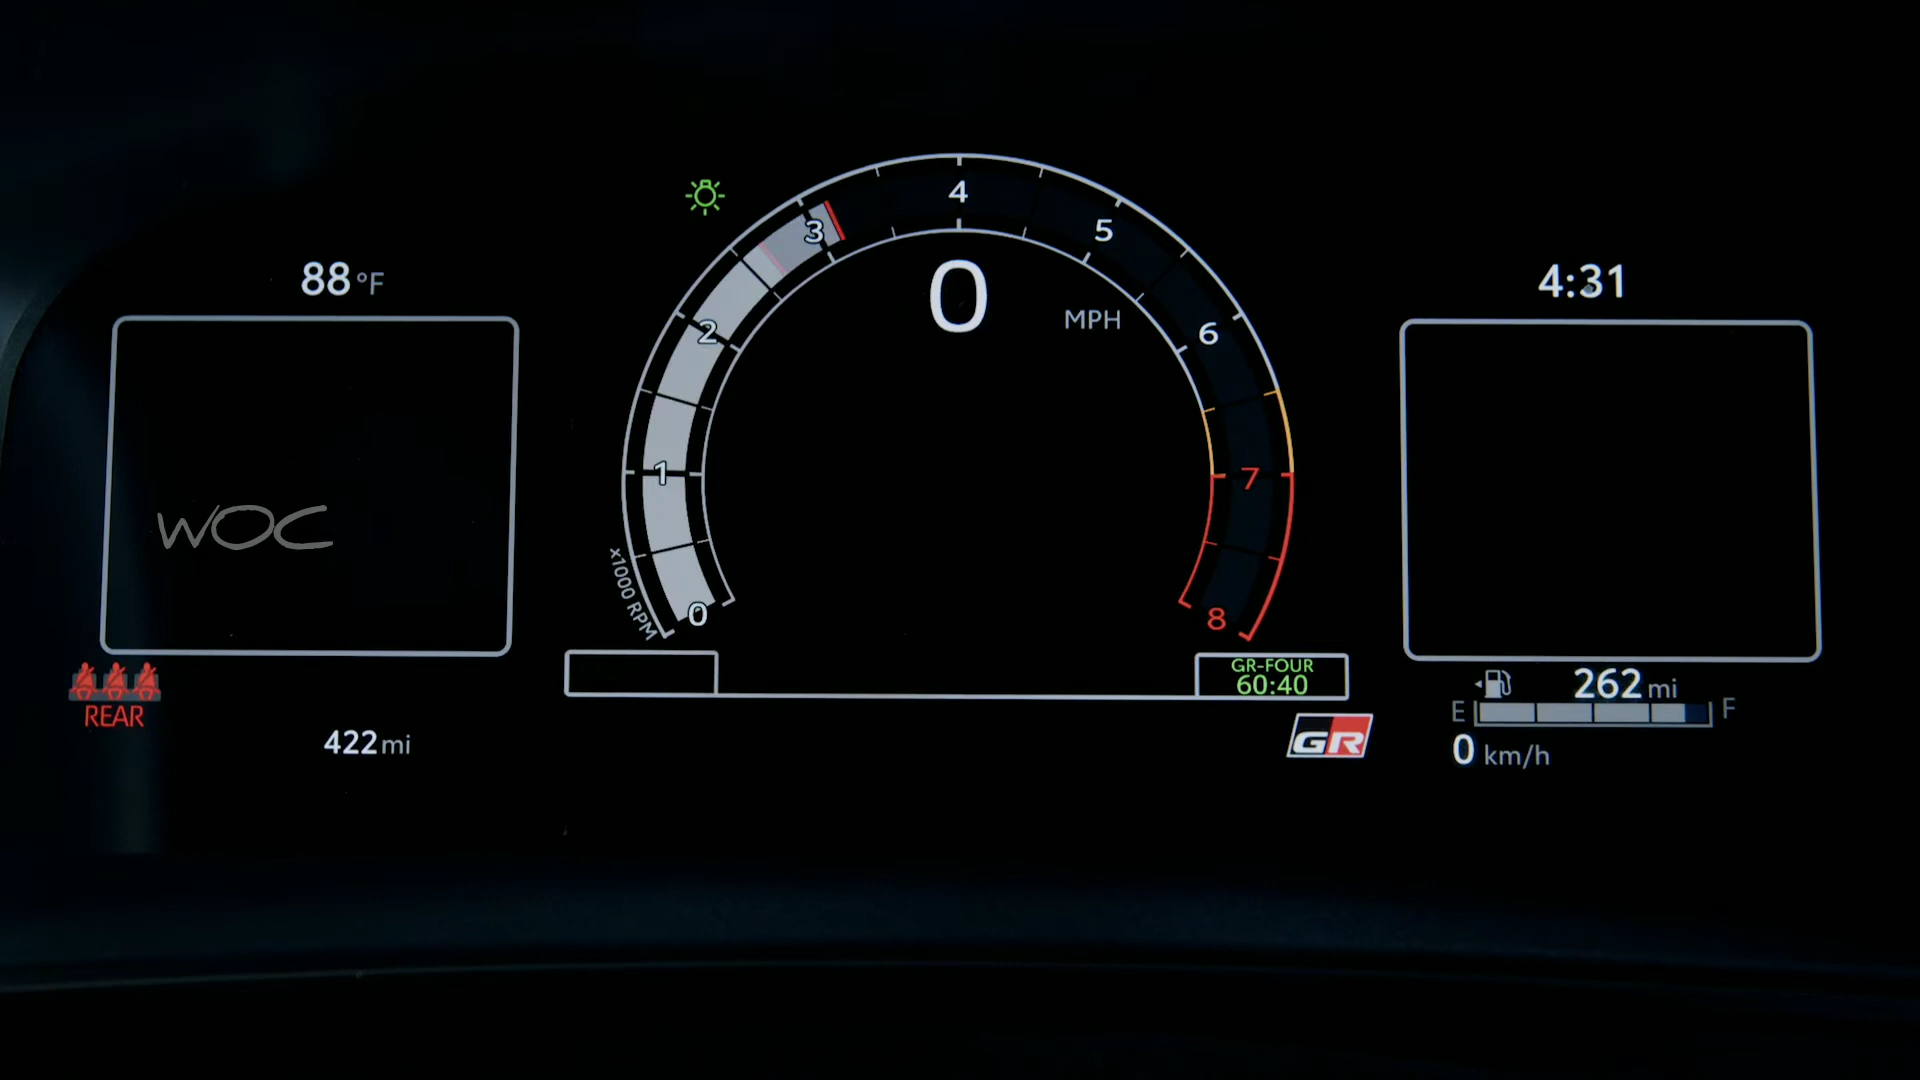 88°F
4:31
x1000 RPM
0
1
2
3
4
5
6
7
8
0 MPH
WOC
REAR
422 mi
GR-FOUR
60:40
GR
262 mi
E F
0 km/h